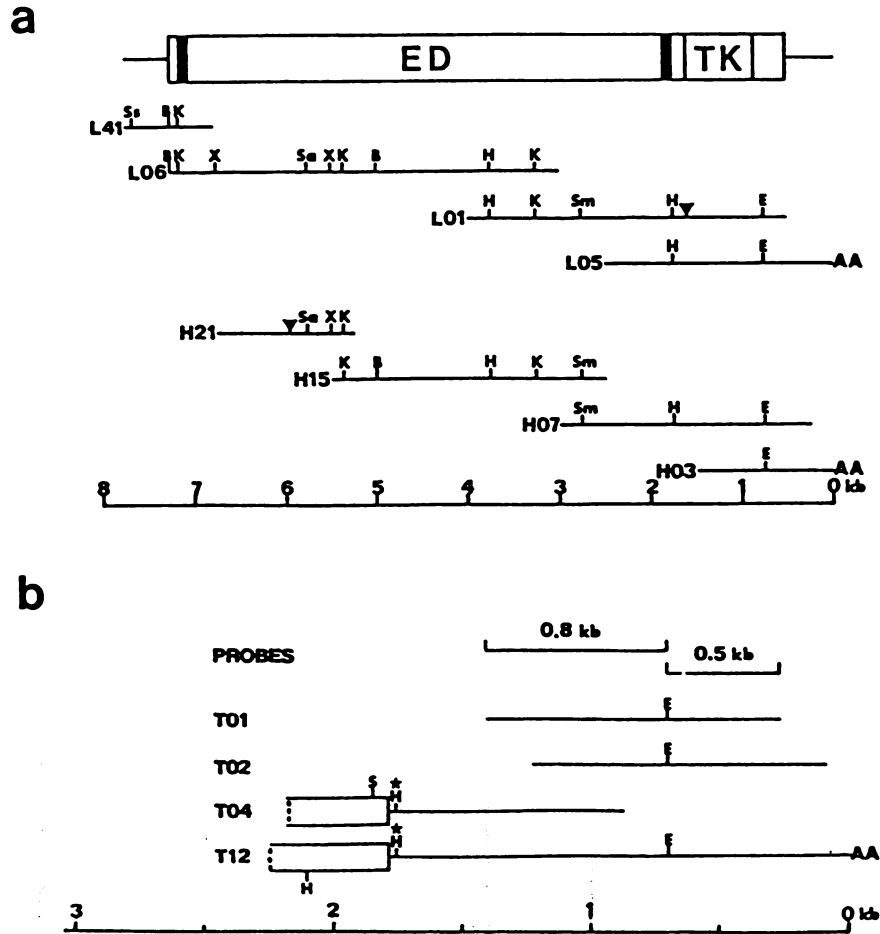 a
ED TK
Ss B K
L41
B K X Sa X K B H K
L06
H K Sm H E
L01
H E
L05 AA
Sa X K
H21
K B H K Sm
H15
Sm H E
H07
E
H03 AA
8 7 6 5 4 3 2 1 0 kb
b
0.8 kb
PROBES 0.5 kb
E
T01
E
T02
S *
H
T04
*
H E
T12 AA
H
3 2 1 0 kb